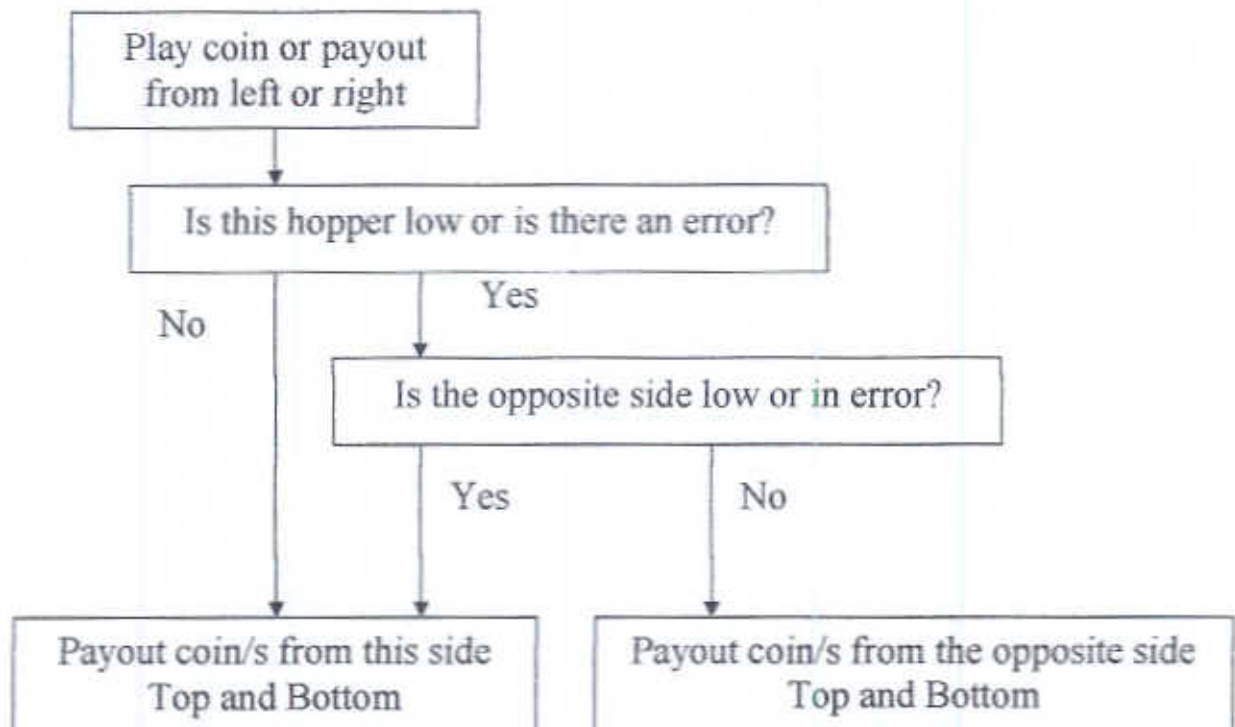 Play coin or payout
from left or right
Is this hopper low or is there an error?
Yes
No
Is the opposite side low or in error?
Yes
No
Payout coin/s from this side
Top and Bottom
Payout coin/s from the opposite side
Top and Bottom